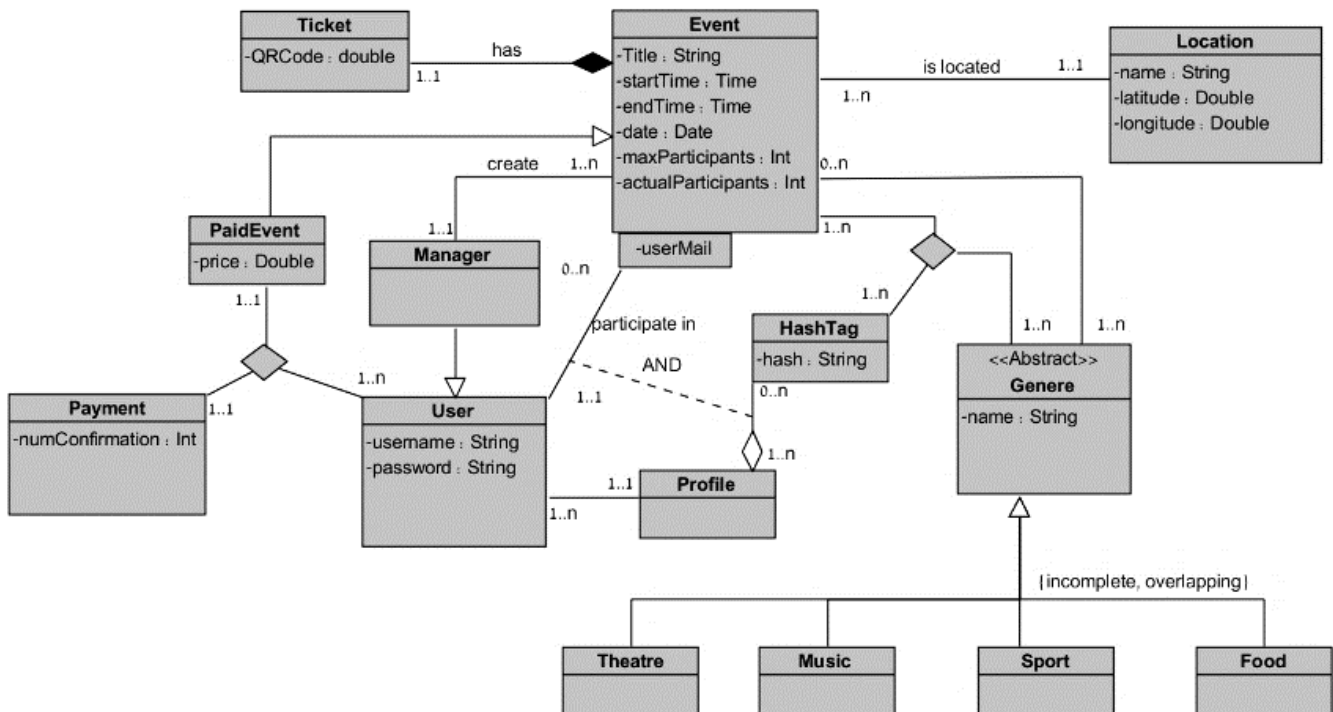 Ticket
-QRCode : double
has
1..1
Event
-Title : String
-startTime : Time
-endTime : Time
-date : Date
-maxParticipants : Int
-actualParticipants : Int
-userMail
is located
1..1
1..n
Location
-name : String
-latitude : Double
-longitude : Double
create
1..n
0..n
1..n
PaidEvent
-price : Double
1..1
1..1
Manager
0..n
participate in
AND
1..n
HashTag
-hash : String
0..n
1..n
1..n
<<Abstract>>
Genere
-name : String
1..n
1..1
Payment
-numConfirmation : Int
User
-username : String
-password : String
1..1
1..1
1..n
Profile
1..n
{incomplete, overlapping}
Theatre
Music
Sport
Food